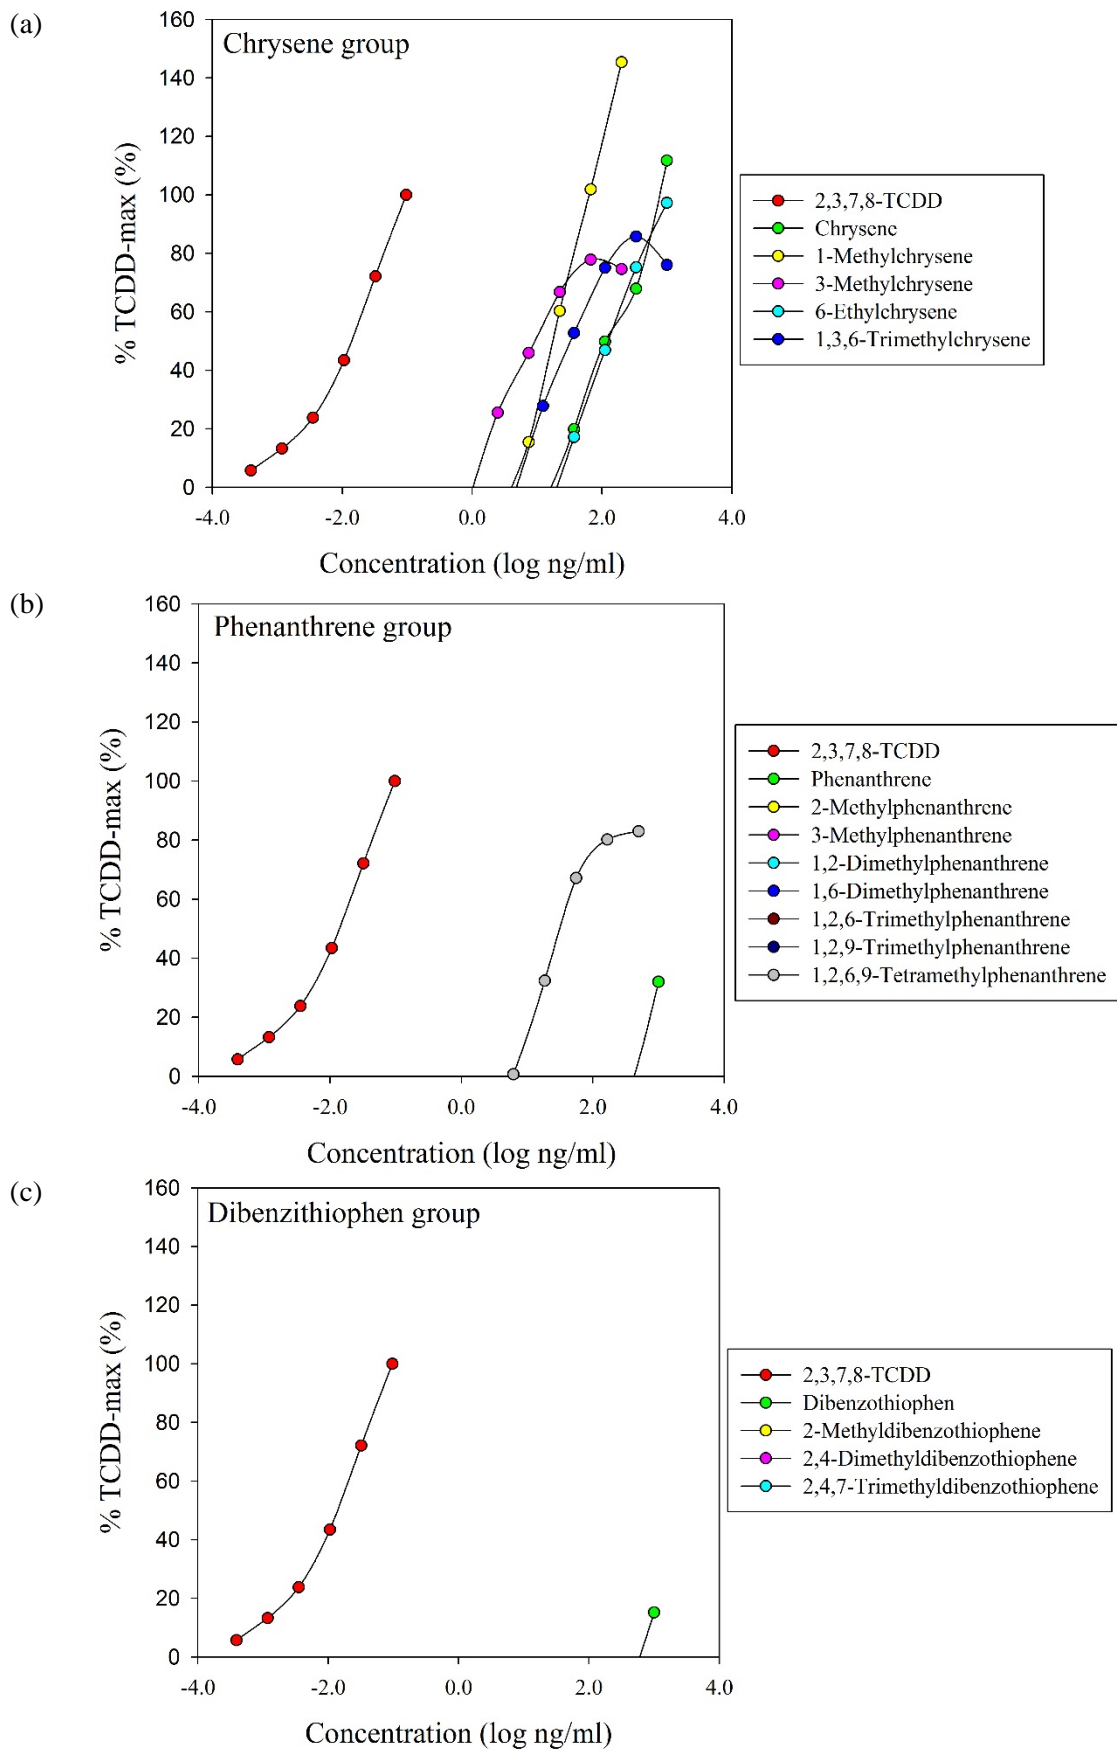 (a)
Chrysene group
% TCDD-max (%)
160
140
120
100
80
60
40
20
0
-4.0 -2.0 0.0 2.0 4.0
Concentration (log ng/ml)
2,3,7,8-TCDD
Chrysene
1-Methylchrysene
3-Methylchrysene
6-Ethylchrysene
1,3,6-Trimethylchrysene
(b)
Phenanthrene group
% TCDD-max (%)
160
140
120
100
80
60
40
20
0
-4.0 -2.0 0.0 2.0 4.0
Concentration (log ng/ml)
2,3,7,8-TCDD
Phenanthrene
2-Methylphenanthrene
3-Methylphenanthrene
1,2-Dimethylphenanthrene
1,6-Dimethylphenanthrene
1,2,6-Trimethylphenanthrene
1,2,9-Trimethylphenanthrene
1,2,6,9-Tetramethylphenanthrene
(c)
Dibenzithiophen group
% TCDD-max (%)
160
140
120
100
80
60
40
20
0
-4.0 -2.0 0.0 2.0 4.0
Concentration (log ng/ml)
2,3,7,8-TCDD
Dibenzothiophen
2-Methyldibenzothiophene
2,4-Dimethyldibenzothiophene
2,4,7-Trimethyldibenzothiophene